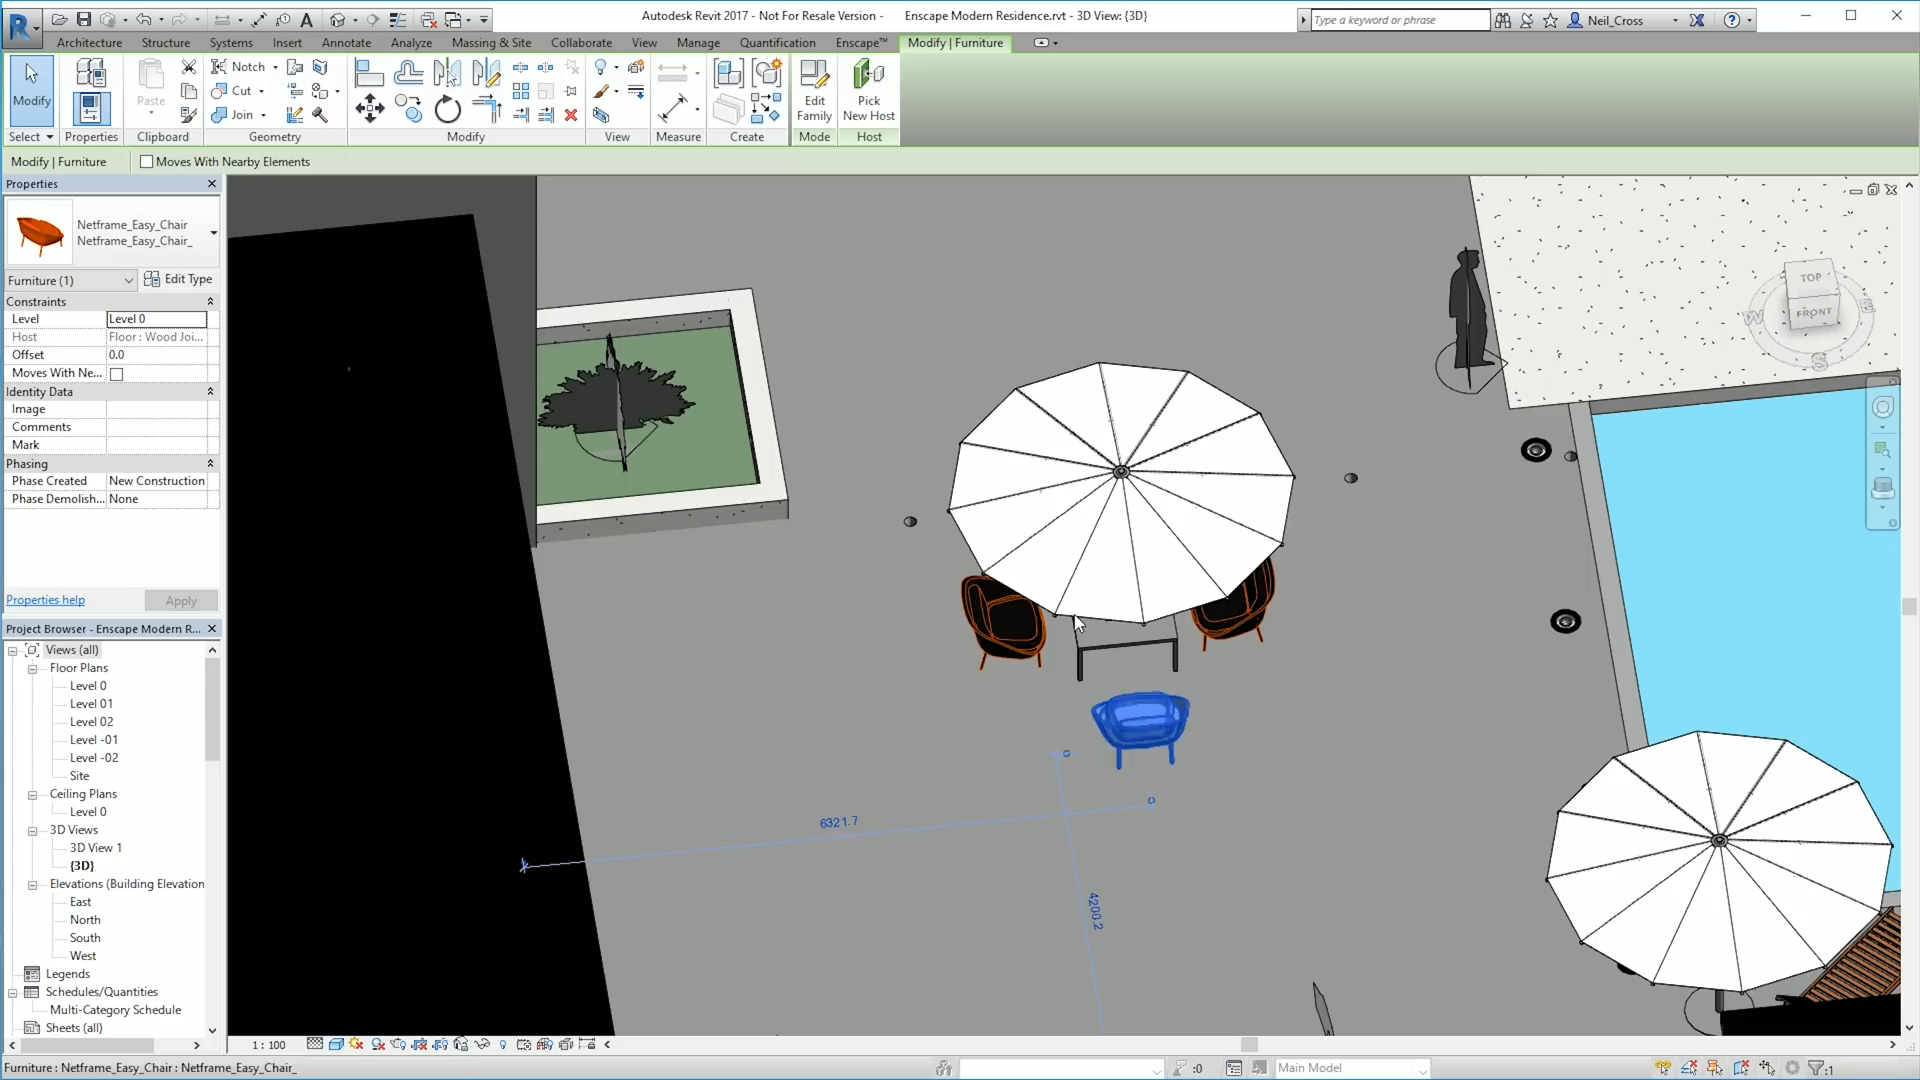 Autodesk Revit 2017 - Not For Resale Version - Enscape Modern Residence.rvt - 3D View: {3D}
Type a keyword or phrase
Neil_Cross
Architecture Structure Systems Insert Annotate Analyze Massing & Site Collaborate View Manage Quantification Enscape™ Modify | Furniture
Modify
Paste
Notch
Cut
Join
Edit Family
Pick New Host
Select Properties Clipboard Geometry Modify View Measure Create Mode Host
Modify | Furniture Moves With Nearby Elements
Properties
Netframe_Easy_Chair
Netframe_Easy_Chair_
Furniture (1) Edit Type
Constraints
Level Level 0
Host Floor : Wood Joi...
Offset 0.0
Moves With Ne...
Identity Data
Image
Comments
Mark
Phasing
Phase Created New Construction
Phase Demolish... None
Properties help Apply
Project Browser - Enscape Modern R...
Views (all)
Floor Plans
Level 0
Level 01
Level 02
Level -01
Level -02
Site
Ceiling Plans
Level 0
3D Views
3D View 1
{3D}
Elevations (Building Elevation
East
North
South
West
Legends
Schedules/Quantities
Multi-Category Schedule
Sheets (all)
TOP
FRONT
W
S
6321.7
4200.2
1 : 100
Furniture : Netframe_Easy_Chair : Netframe_Easy_Chair_
:0
Main Model
:1